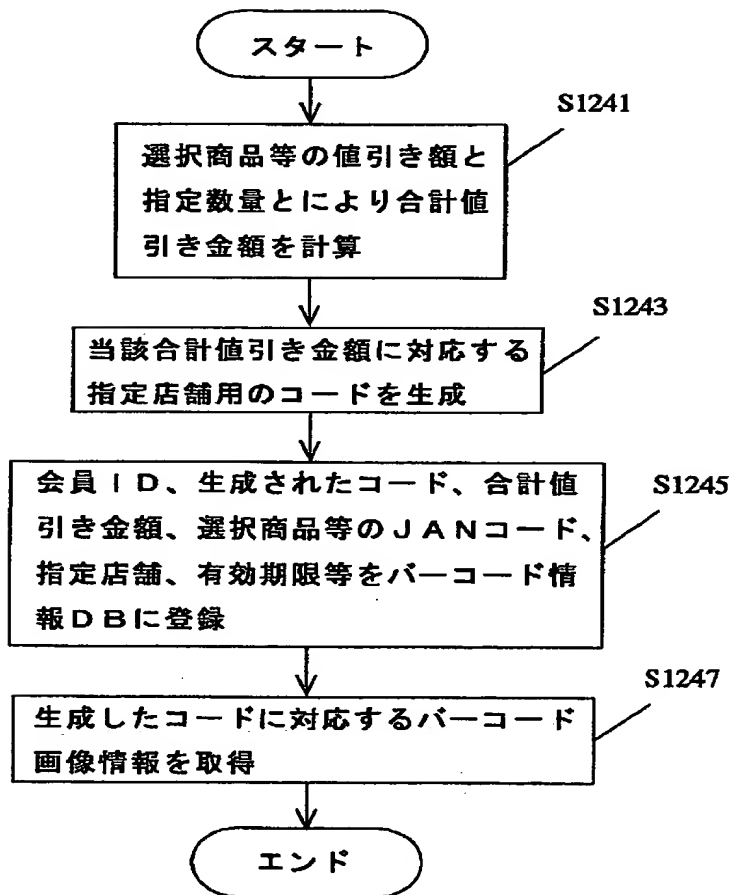 スタート
S1241
選択商品等の値引き額と
指定数量とにより合計値
引き金額を計算
S1243
当該合計値引き金額に対応する
指定店舗用のコードを生成
会員ID、生成されたコード、合計値
S1245
引き金額、選択商品等のJANコード、
指定店舗、有効期限等をバーコード情
報DBに登録
S1247
生成したコードに対応するバーコード
画像情報を取得
エンド